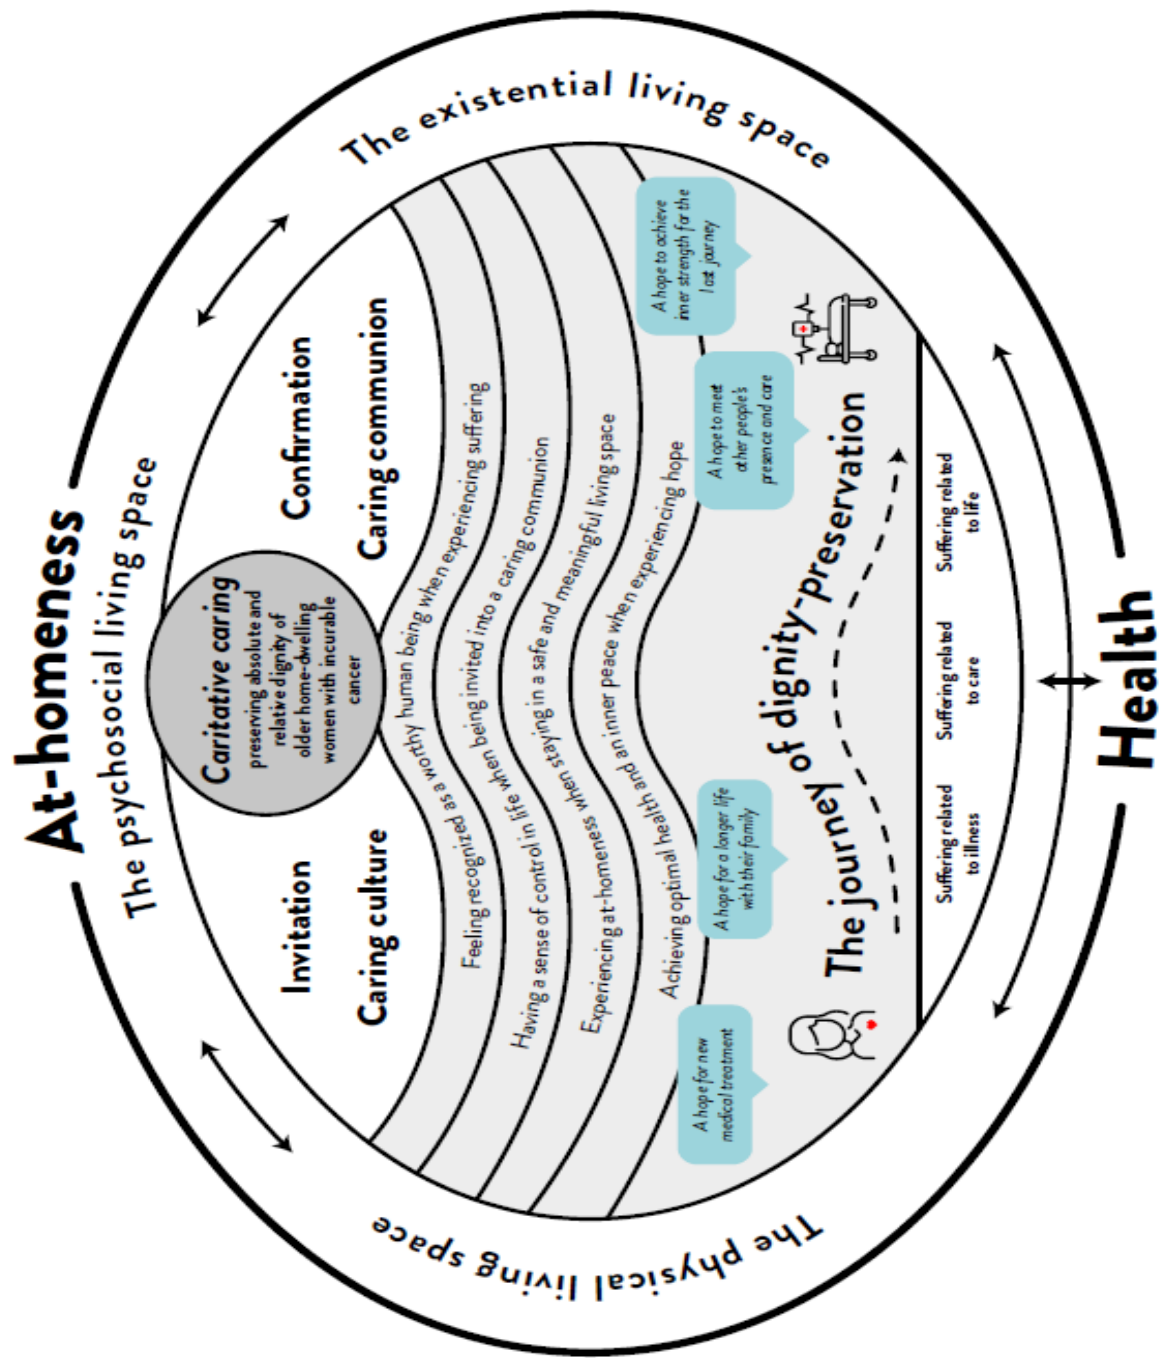 At-homeness
The psychosocial living space
The physical living space
The existential living space
Caritative caring
preserving absolute and
relative dignity of
older home-dwelling
women with incurable
cancer
Invitation
Confirmation
Caring culture
Caring communion
Feeling recognized as a worthy human being when experiencing suffering
Having a sense of control in life when being invited into a caring communion
Experiencing at-homeness when staying in a safe and meaningful living space
Achieving optimal health and an inner peace when experiencing hope
A hope for new
medical treatment
A hope for a longer life
with their family
A hope to meet
other people's
presence and care
A hope to achieve
inner strength for the
last journey
The journey of dignity-preservation
Suffering related
to illness
Suffering related
to care
Suffering related
to life
Health